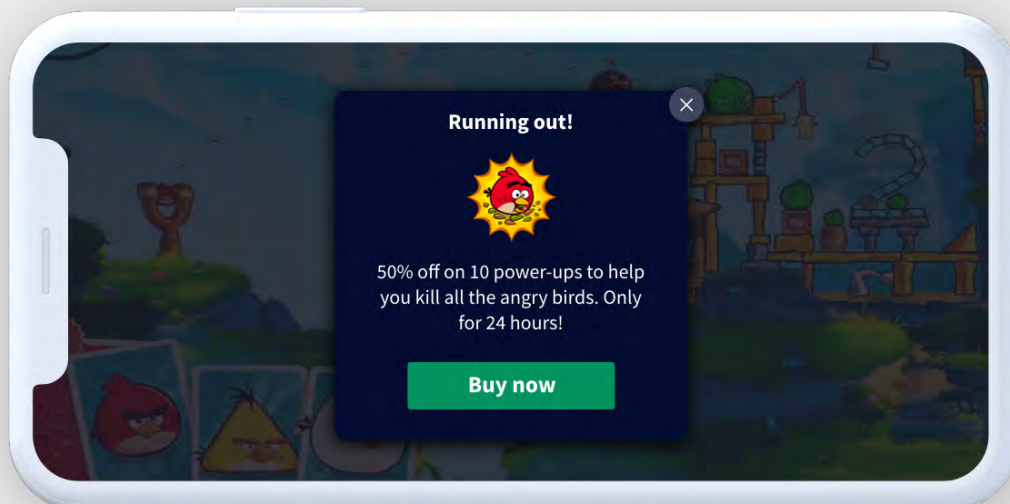 Running out!
50% off on 10 power-ups to help
you kill all the angry birds. Only
for 24 hours!
Buy now